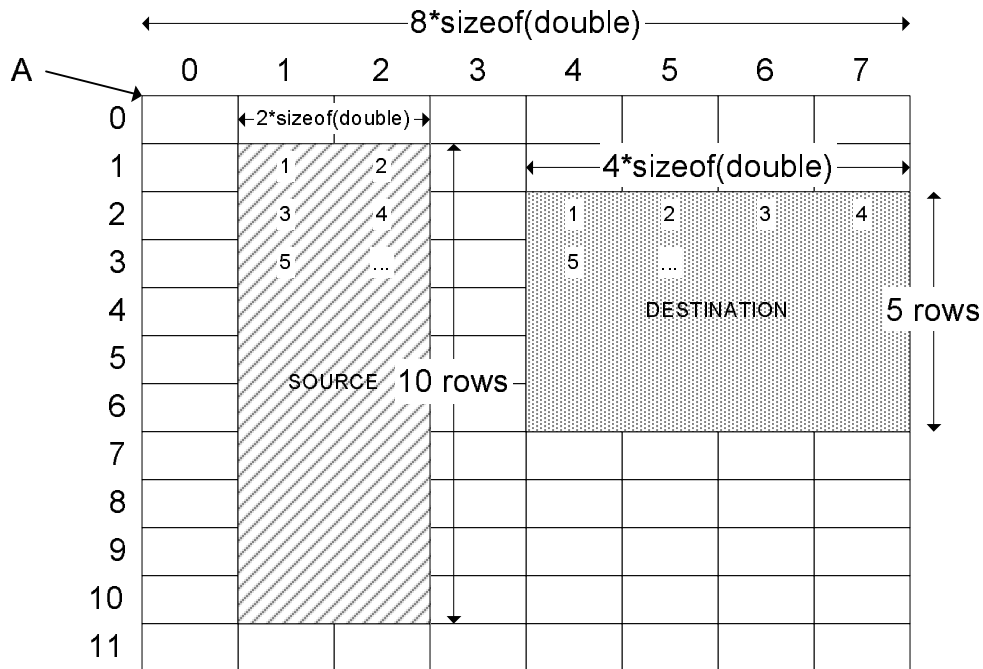 8*sizeof(double)
A 0 1 2 3 4 5 6 7
0 2*sizeof(double)
1 1 2 4*sizeof(double)
2 3 4 1 2 3 4
3 5 ... 5 ...
4 DESTINATION 5 rows
5
SOURCE 10 rows
6
7
8
9
10
11